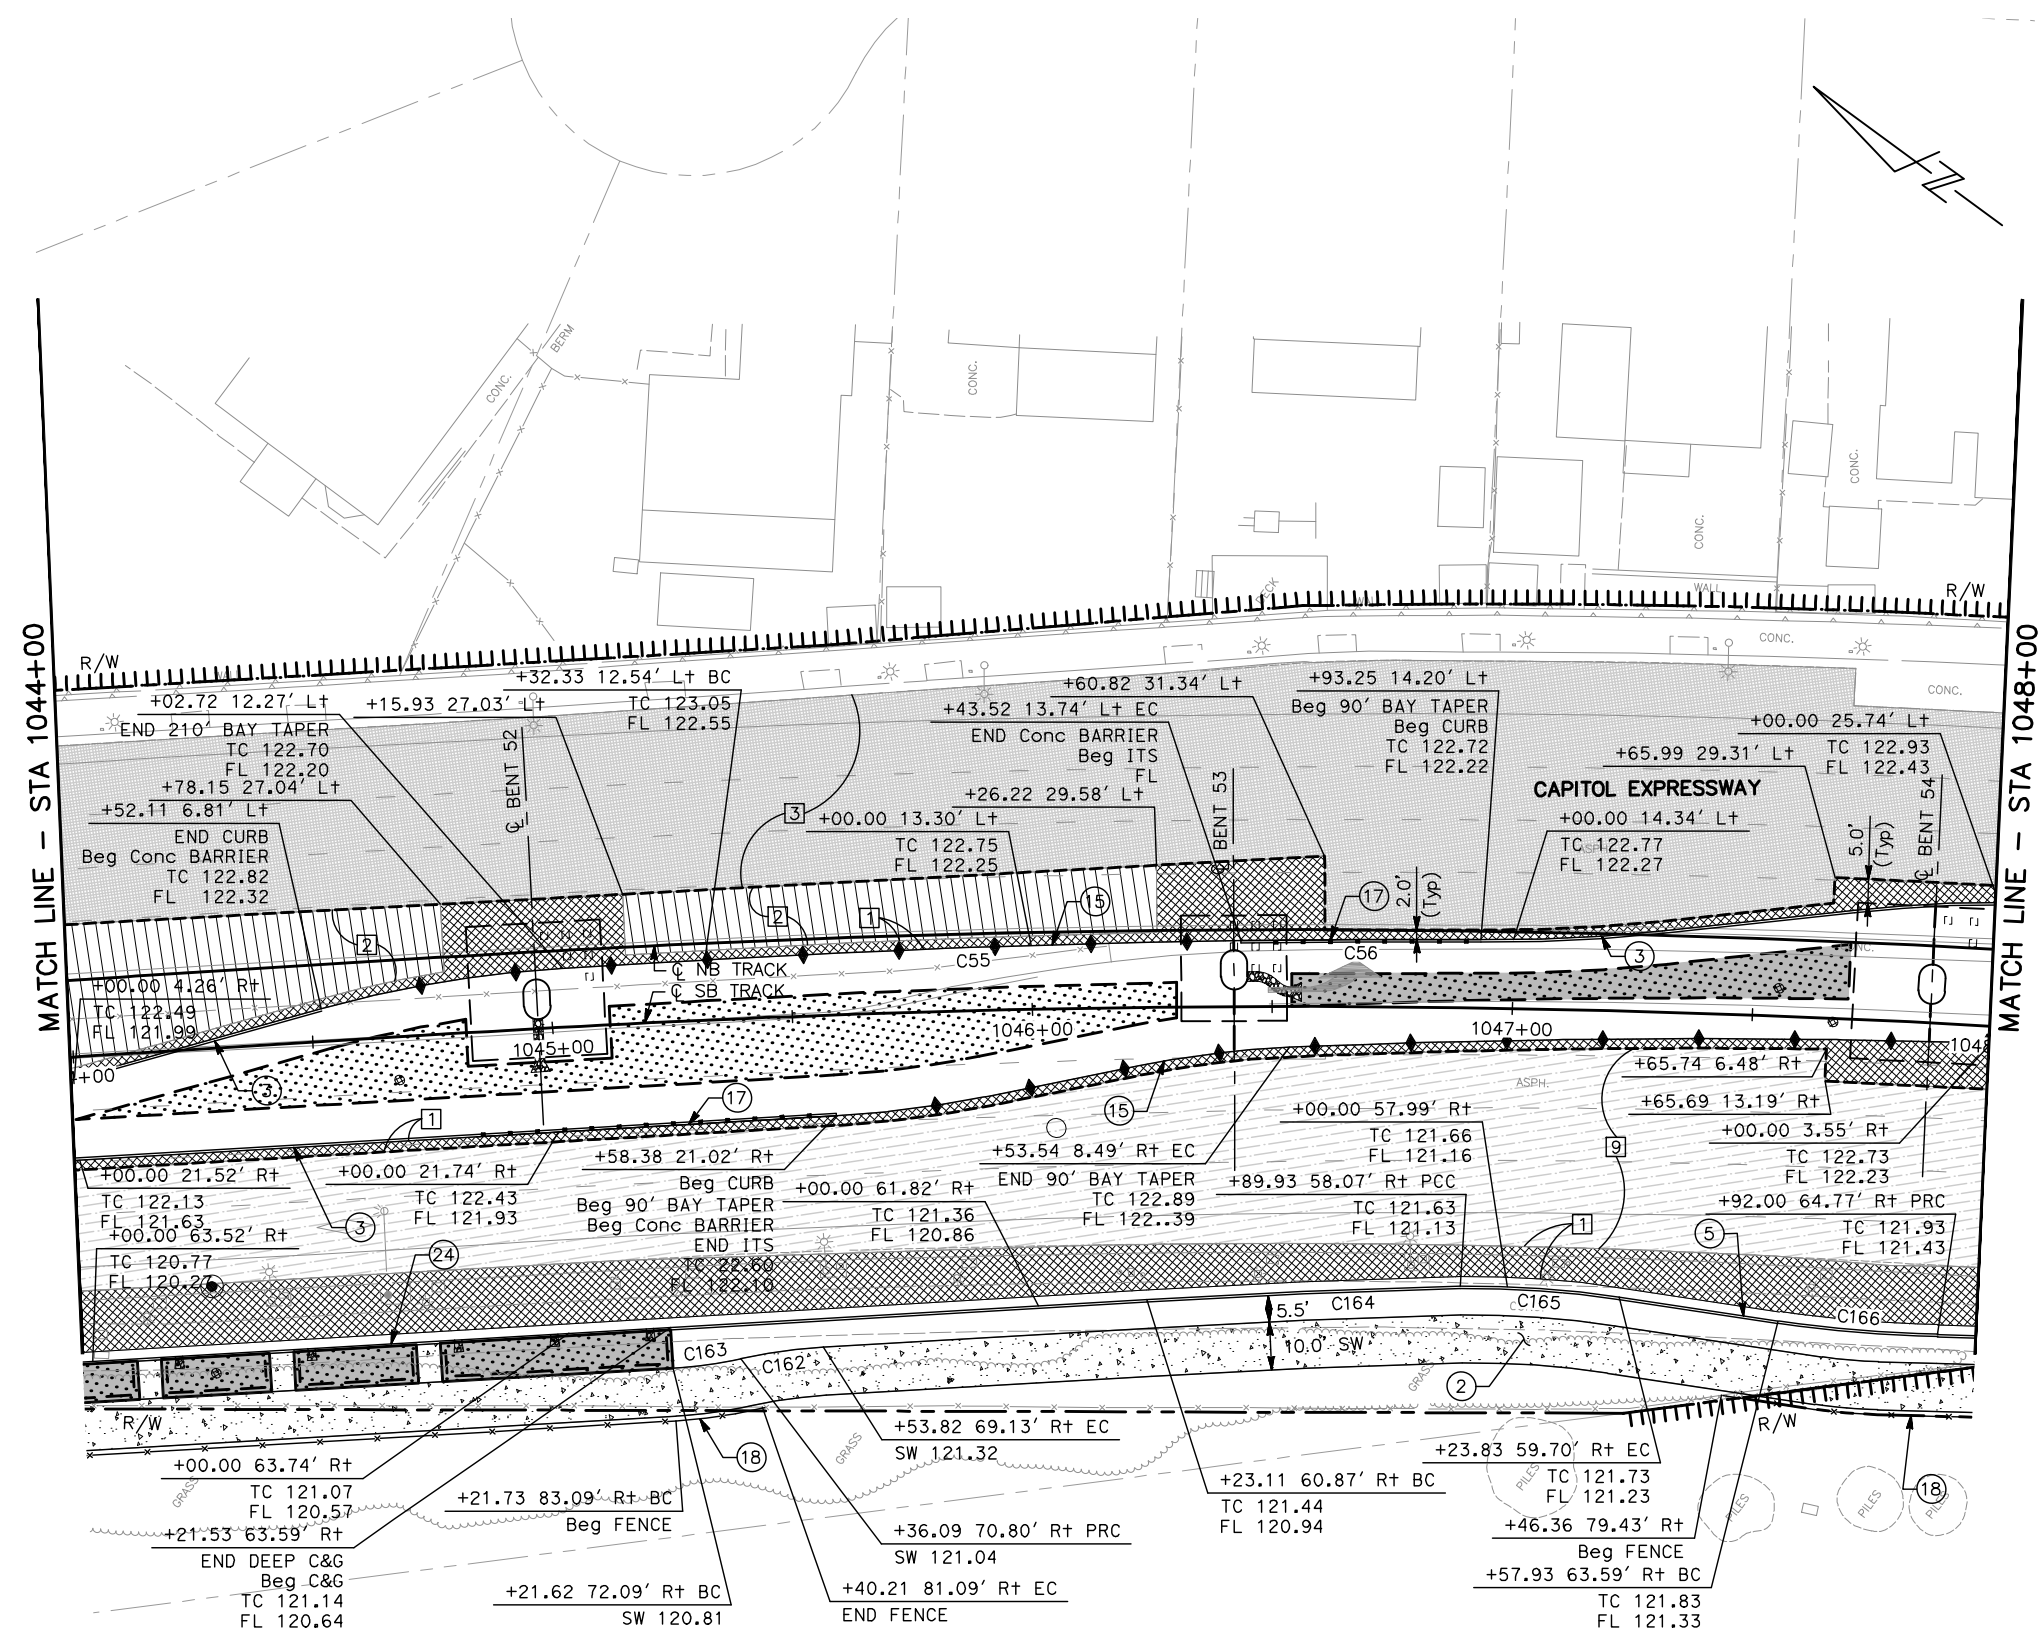 BERM
CONC.
CONC.
CONC.
CONC.
WALL
R/W
CONC.
CONC.
R/W
MATCH LINE - STA 1044+00
MATCH LINE - STA 1048+00
+02.72 12.27' Lt
END 210' BAY TAPER
TC 122.70
FL 122.20
+78.15 27.04' Lt
+52.11 6.81' Lt
END CURB
Beg Conc BARRIER
TC 122.82
FL 122.32
+15.93 27.03' Lt
+32.33 12.54' Lt BC
TC 123.05
FL 122.55
℄ BENT 52
+60.82 31.34' Lt
+43.52 13.74' Lt EC
END Conc BARRIER
Beg ITS
FL
+26.22 29.58' Lt
+00.00 13.30' Lt
TC 122.75
FL 122.25
℄ BENT 53
+93.25 14.20' Lt
Beg 90' BAY TAPER
Beg CURB
TC 122.72
FL 122.22
+00.00 25.74' Lt
TC 122.93
FL 122.43
+65.99 29.31' Lt
CAPITOL EXPRESSWAY
+00.00 14.34' Lt
TC 122.77
FL 122.27
5.0'
(Typ)
℄ BENT 54
2.0'
(Typ)
3
2
2
1
15
17
3
C55
C56
℄ NB TRACK
℄ SB TRACK
+00.00 4.26' Rt
TC 122.49
FL 121.99
1045+00
1046+00
1047+00
+00
3
17
1
15
ASPH.
+65.74 6.48' Rt
+65.69 13.19' Rt
+00.00 3.55' Rt
TC 122.73
FL 122.23
9
+00.00 21.52' Rt
TC 122.13
FL 121.63
+00.00 63.52' Rt
TC 120.77
FL 120.27
+00.00 21.74' Rt
TC 122.43
FL 121.93
3
24
+58.38 21.02' Rt
Beg CURB
Beg 90' BAY TAPER
Beg Conc BARRIER
END ITS
TC 22.60
FL 122.10
+00.00 61.82' Rt
TC 121.36
FL 120.86
+53.54 8.49' Rt EC
END 90' BAY TAPER
TC 122.89
FL 122..39
+00.00 57.99' Rt
TC 121.66
FL 121.16
+89.93 58.07' Rt PCC
TC 121.63
FL 121.13
+92.00 64.77' Rt PRC
TC 121.93
FL 121.43
1
5
5.5'
10.0' SW
C163
C162
C164
C165
C166
2
R/W
R/W
GRASS
GRASS
GRASS
PILES
PILES
PILES
PILES
18
18
+00.00 63.74' Rt
TC 121.07
FL 120.57
+21.53 63.59' Rt
END DEEP C&G
Beg C&G
TC 121.14
FL 120.64
+21.73 83.09' Rt BC
Beg FENCE
+21.62 72.09' Rt BC
SW 120.81
+53.82 69.13' Rt EC
SW 121.32
+36.09 70.80' Rt PRC
SW 121.04
+40.21 81.09' Rt EC
END FENCE
+23.11 60.87' Rt BC
TC 121.44
FL 120.94
+23.83 59.70' Rt EC
TC 121.73
FL 121.23
+46.36 79.43' Rt
Beg FENCE
+57.93 63.59' Rt BC
TC 121.83
FL 121.33